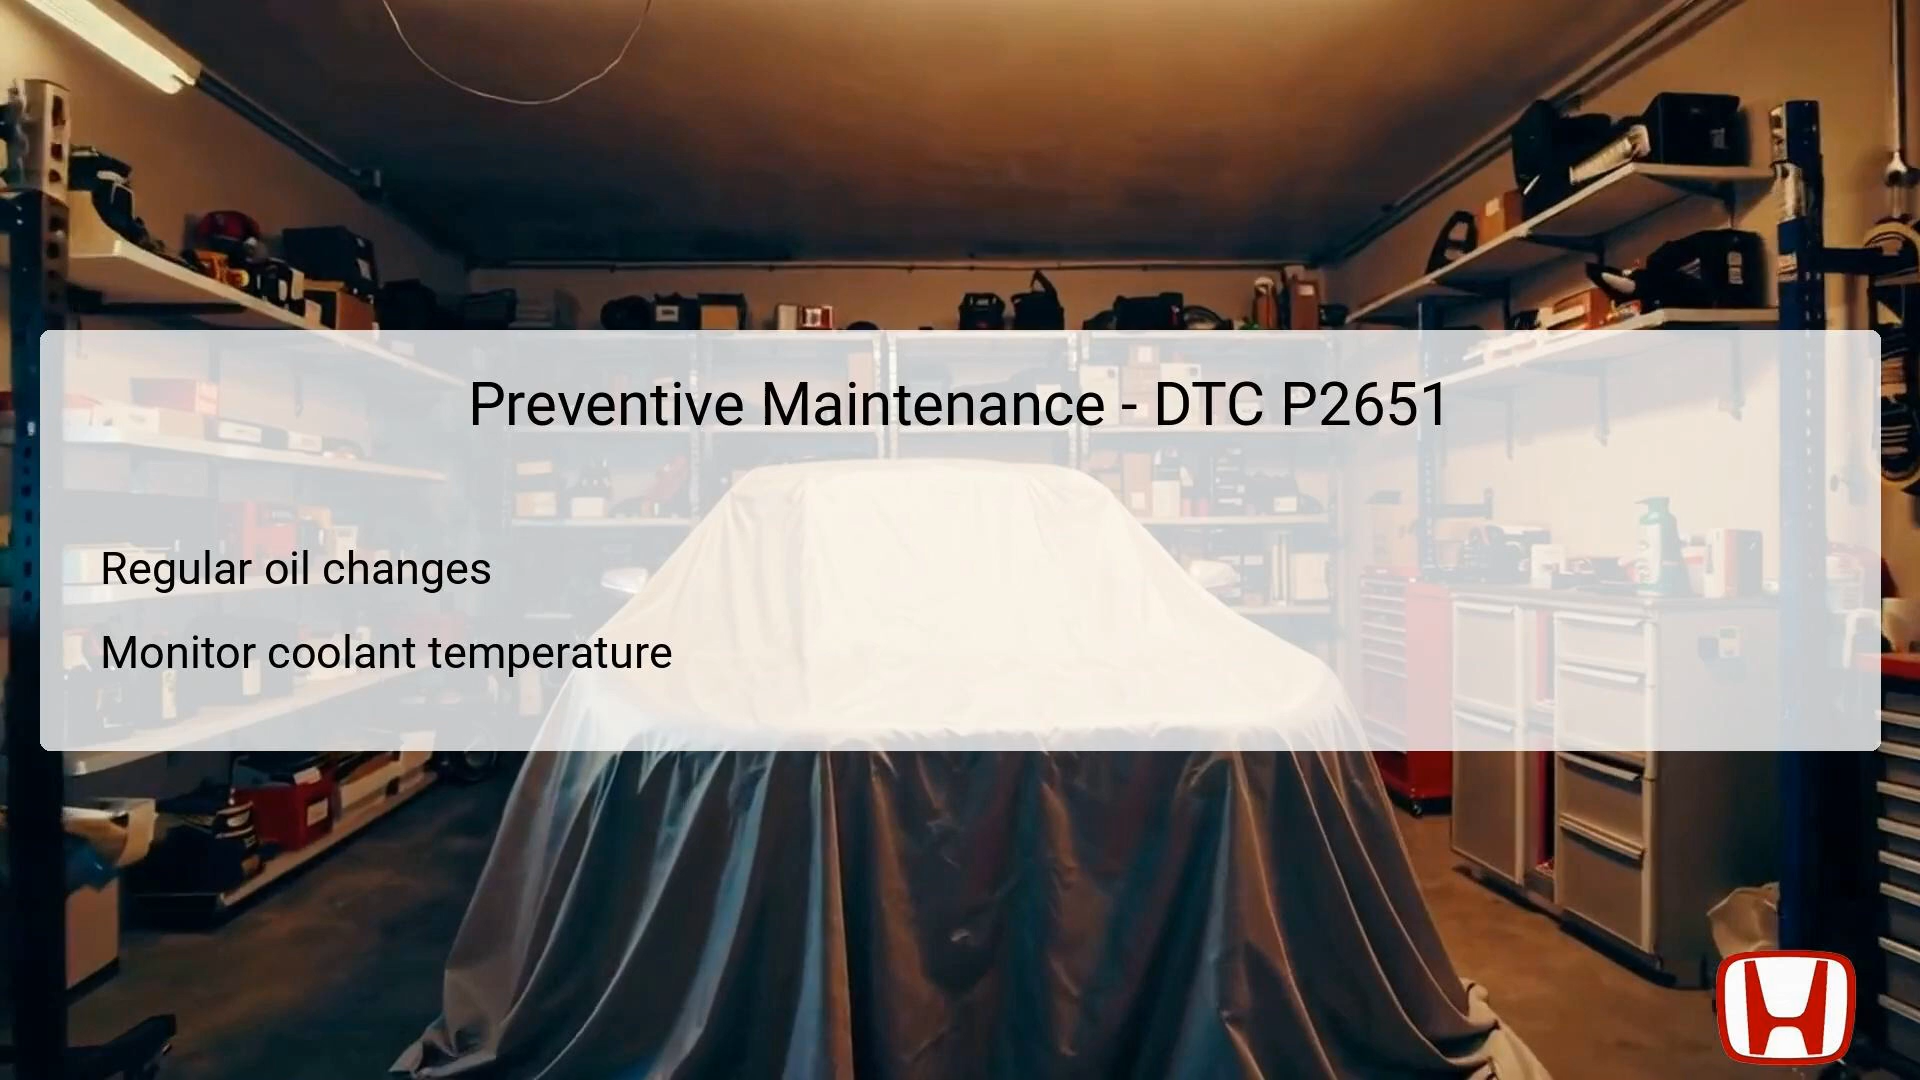 Preventive Maintenance - DTC P2651
Regular oil changes
Monitor coolant temperature